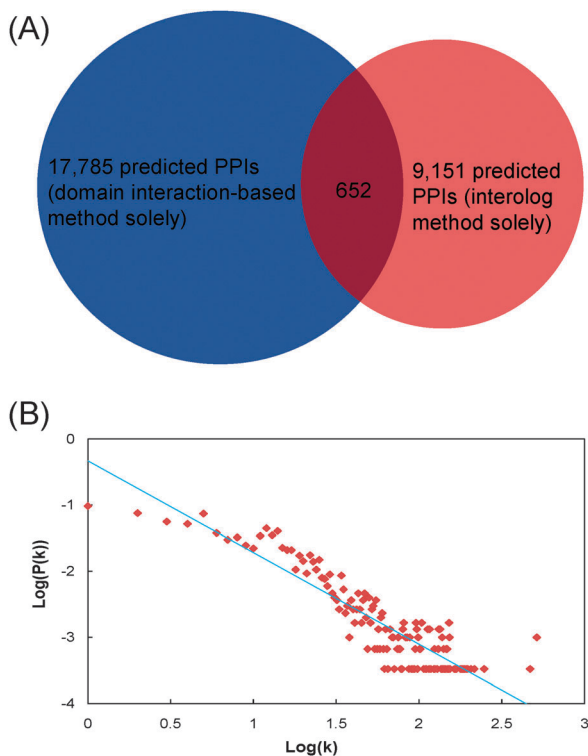 (A)
17,785 predicted PPIs
(domain interaction-based
method solely)
652
9,151 predicted
PPIs (interolog
method solely)
(B)
0
-1
-2
-3
-4
Log(P(k))
0
0.5
1
1.5
2
2.5
3
Log(k)